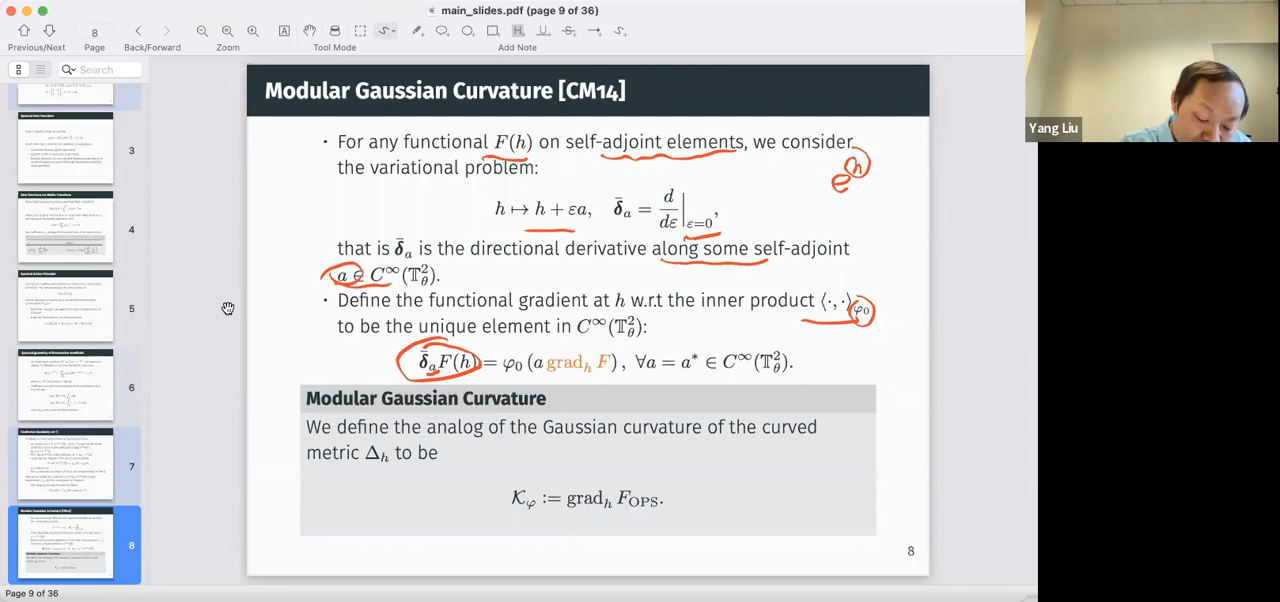 main_slides.pdf (page 9 of 36)
8
Previous/Next Page Back/Forward Zoom Tool Mode Add Note
Search
3
4
5
6
7
8
Modular Gaussian Curvature [CM14]
· For any functional F(h) on self-adjoint elements, we consider
the variational problem:
e^h
h ↦ h + εa, δ̄_a = d/dε |_{ε=0},
that is δ̄_a is the directional derivative along some self-adjoint
a ∈ C^∞(𝕋²_θ).
· Define the functional gradient at h w.r.t the inner product ⟨·, ·⟩_{φ₀}
to be the unique element in C^∞(𝕋²_θ):
δ̄_a F(h) = φ₀ (a grad_h F), ∀a = a* ∈ C^∞(𝕋²_θ).
Modular Gaussian Curvature
We define the analog of the Gaussian curvature of the curved
metric Δ_h to be
𝒦_φ := grad_h F_OPS.
8
Page 9 of 36
Yang Liu